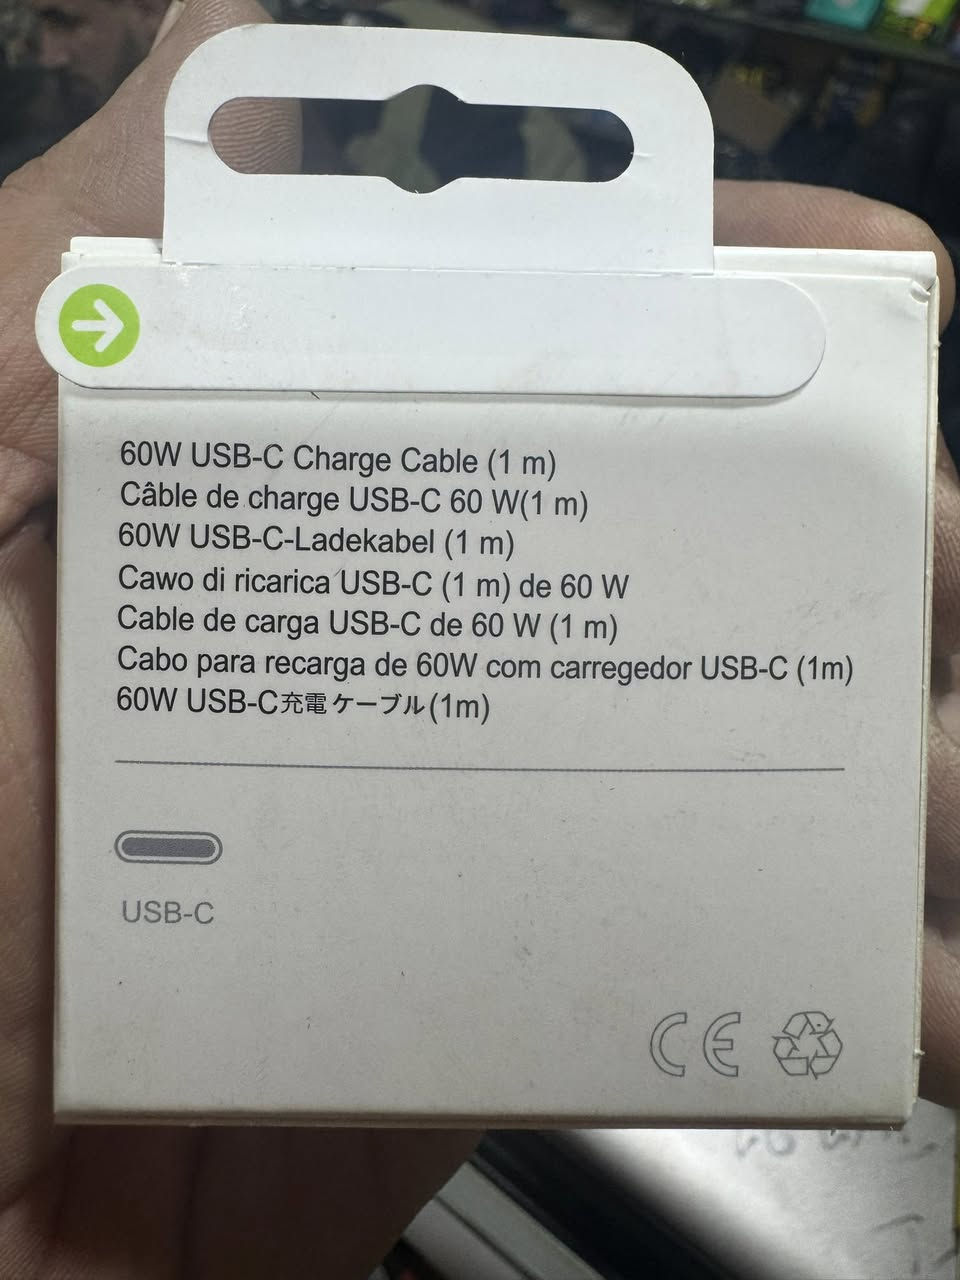 60W USB-C Charge Cable (1 m)
Câble de charge USB-C 60 W(1 m)
60W USB-C-Ladekabel (1 m)
Cawo di ricarica USB-C (1 m) de 60 W
Cable de carga USB-C de 60 W (1 m)
Cabo para recarga de 60W com carregedor USB-C (1m)
60W USB-C充電ケーブル(1m)
USB-C
CE